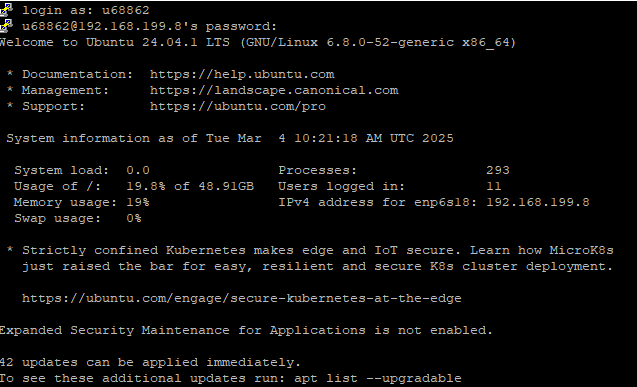 login as: u68862
u68862@192.168.199.8's password:
Welcome to Ubuntu 24.04.1 LTS (GNU/Linux 6.8.0-52-generic x86_64)
* Documentation:  https://help.ubuntu.com
* Management:     https://landscape.canonical.com
* Support:        https://ubuntu.com/pro
System information as of Tue Mar  4 10:21:18 AM UTC 2025
System load:  0.0                Processes:                293
Usage of /:   19.8% of 48.91GB   Users logged in:          11
Memory usage: 19%                IPv4 address for enp6s18: 192.168.199.8
Swap usage:   0%
* Strictly confined Kubernetes makes edge and IoT secure. Learn how MicroK8s
just raised the bar for easy, resilient and secure K8s cluster deployment.
https://ubuntu.com/engage/secure-kubernetes-at-the-edge
Expanded Security Maintenance for Applications is not enabled.
42 updates can be applied immediately.
To see these additional updates run: apt list --upgradable